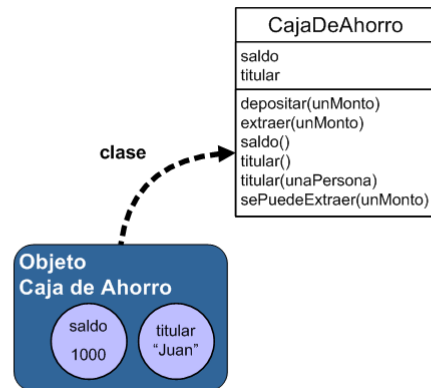 CajaDeAhorro
saldo
titular
depositar(unMonto)
extraer(unMonto)
saldo()
titular()
titular(unaPersona)
sePuedeExtraer(unMonto)
clase
Objeto
Caja de Ahorro
saldo
1000
titular
“Juan”